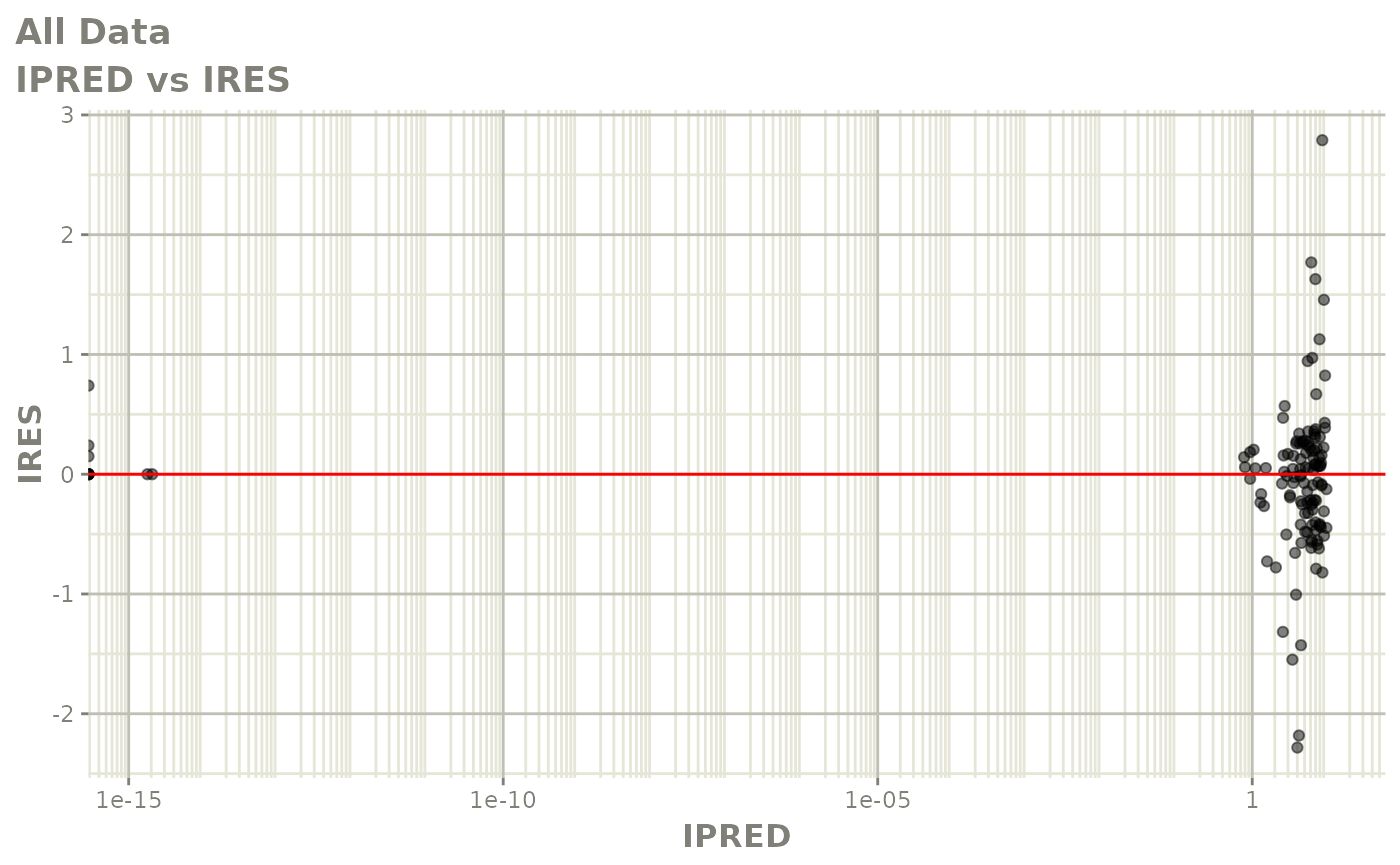 All Data
IPRED vs IRES
3
2
1
0
-1
-2
IRES
1e-15
1e-10
1e-05
1
IPRED